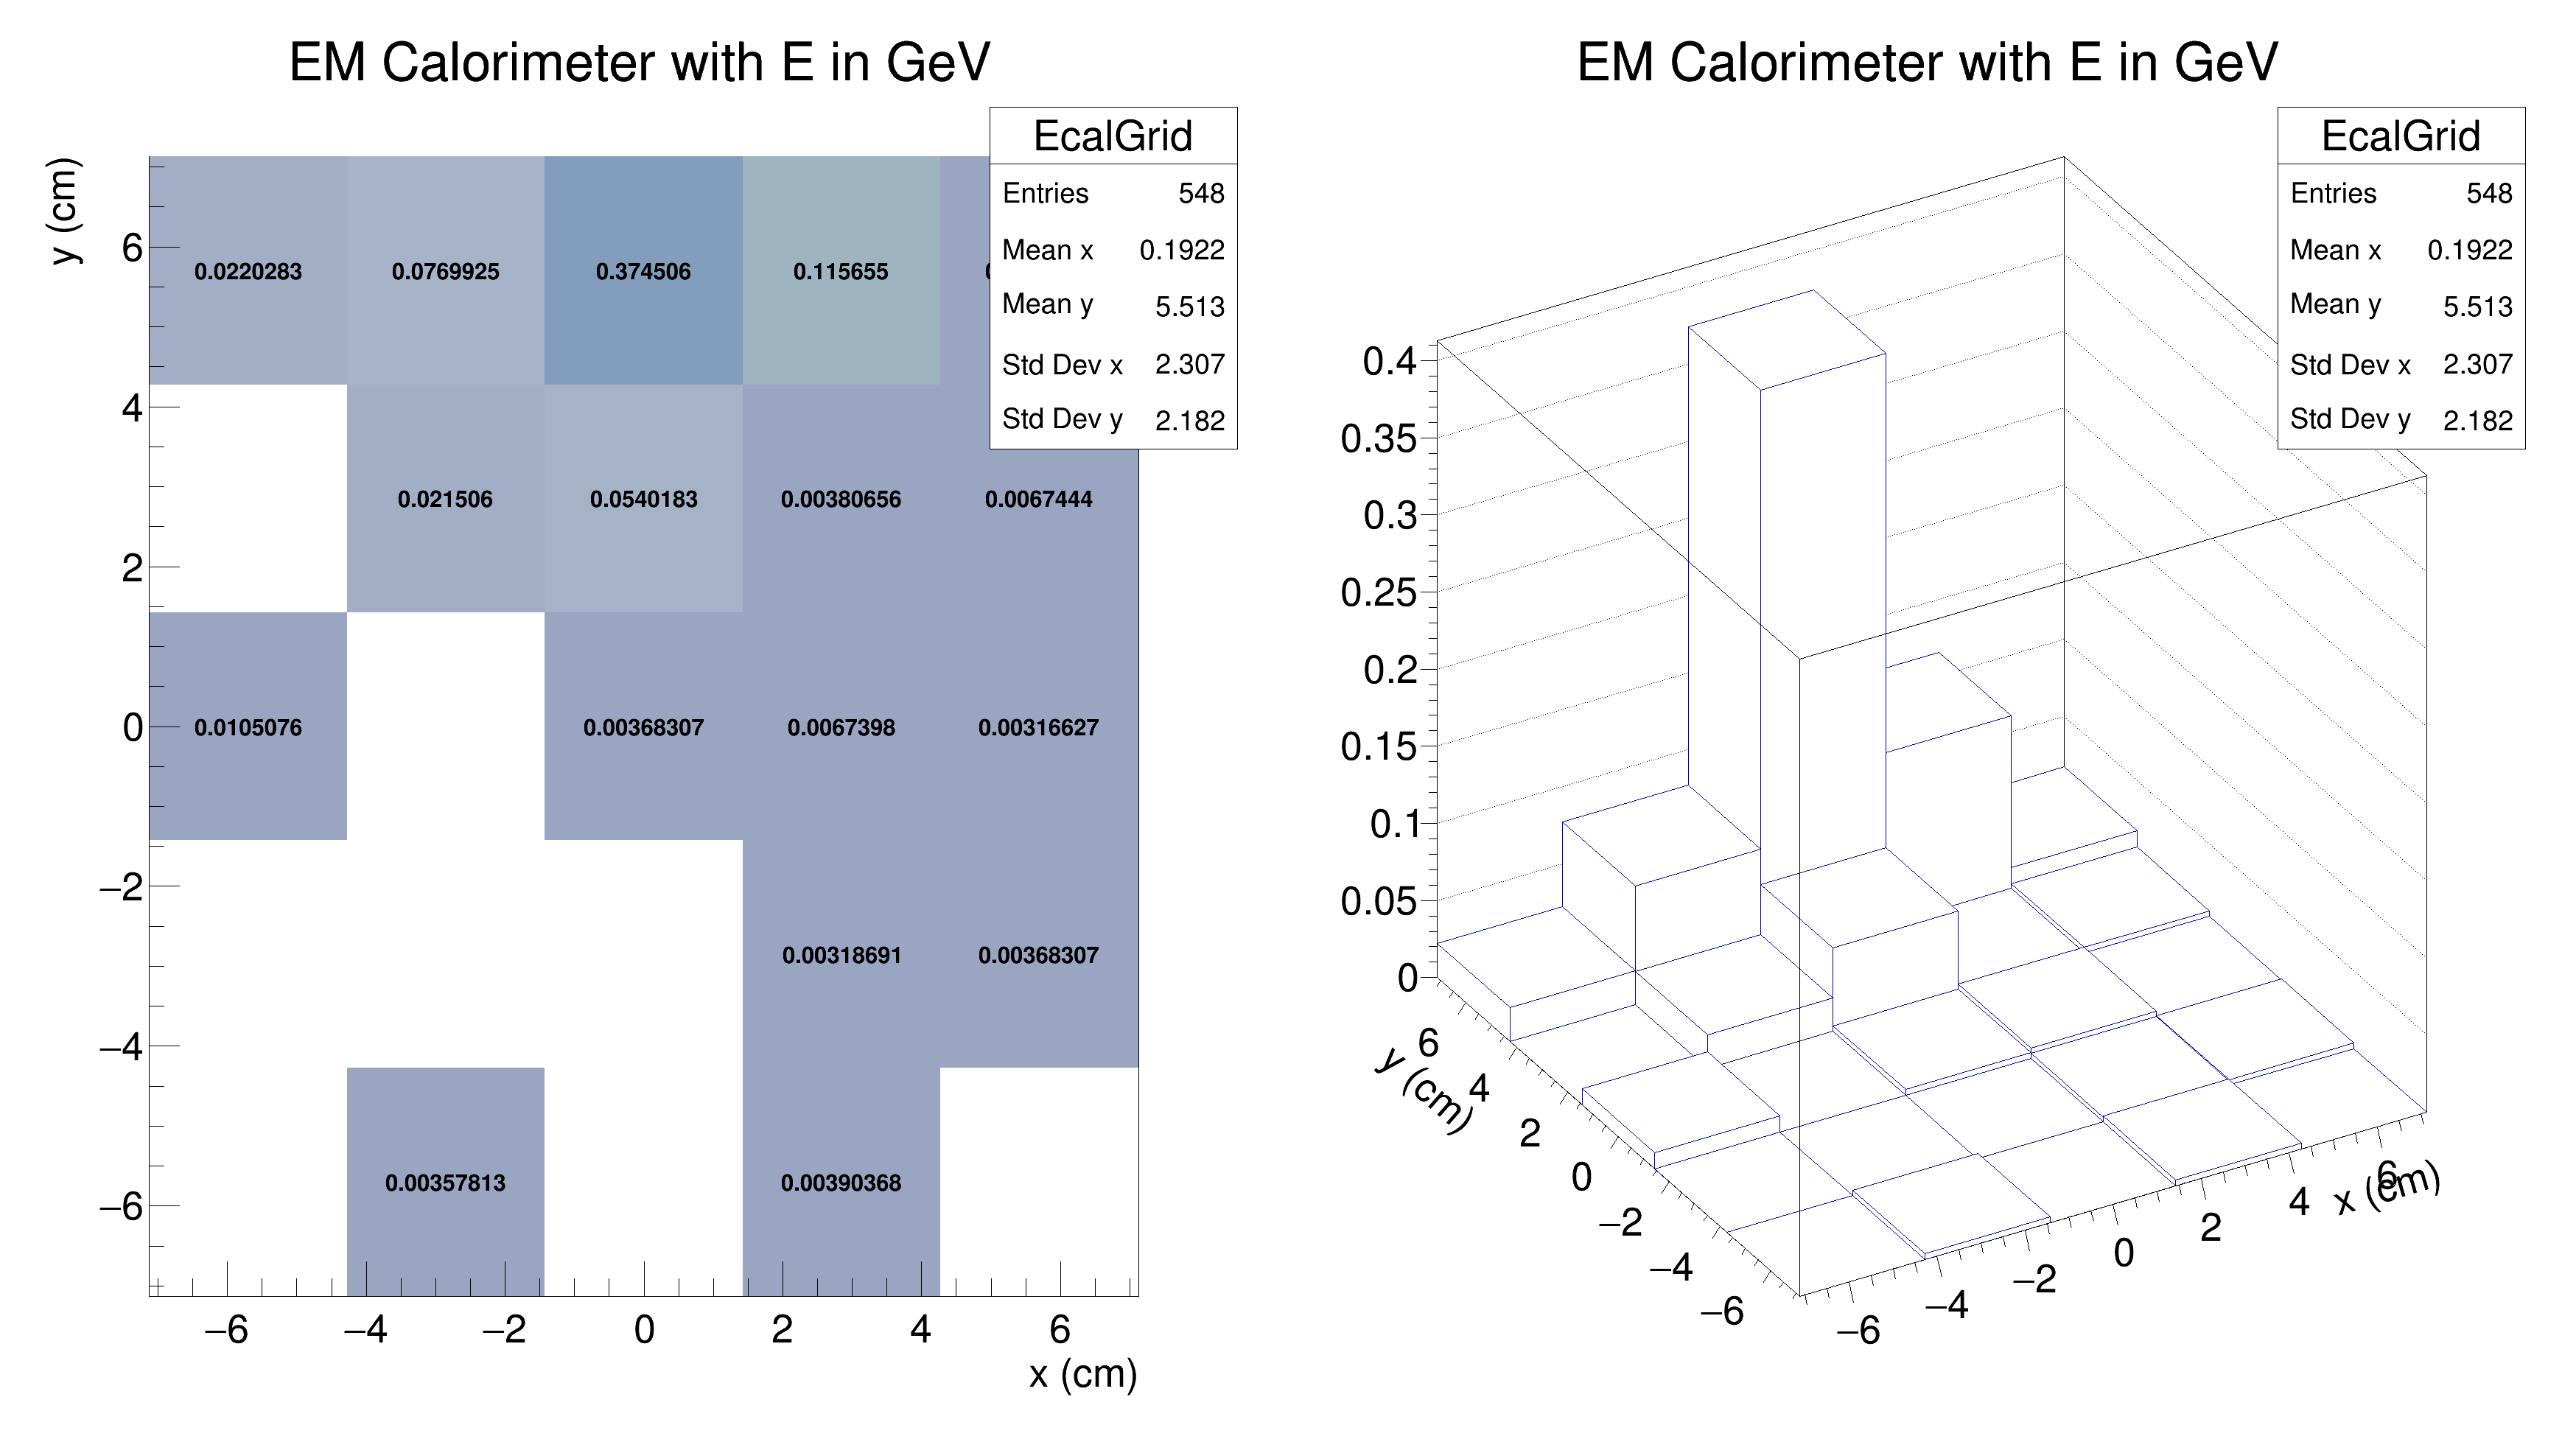 EM Calorimeter with E in GeV
EcalGrid
Entries 548
Mean x 0.1922
Mean y 5.513
Std Dev x 2.307
Std Dev y 2.182
y (cm)
6
4
2
0
−2
−4
−6
0.0220283 0.0769925 0.374506 0.115655
0.021506 0.0540183 0.00380656 0.0067444
0.0105076 0.00368307 0.0067398 0.00316627
0.00318691 0.00368307
0.00357813 0.00390368
−6 −4 −2 0 2 4 6
x (cm)
EM Calorimeter with E in GeV
EcalGrid
Entries 548
Mean x 0.1922
Mean y 5.513
Std Dev x 2.307
Std Dev y 2.182
0.4
0.35
0.3
0.25
0.2
0.15
0.1
0.05
0
6
4
2
0
−2
−4
−6
y (cm)
−6 −4 −2 0 2 4 6
x (cm)